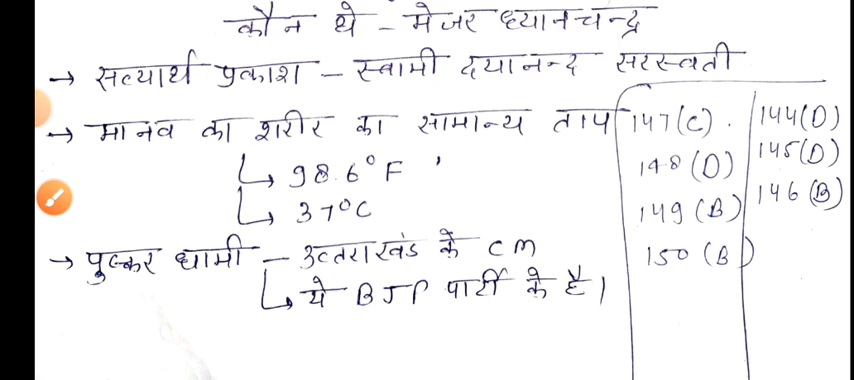 कौन थे - मेजर ध्यानचन्द्र
→ सत्यार्थ प्रकाश - स्वामी दयानन्द सरस्वती
→ मानव का शरीर का सामान्य ताप
↳ 98.6°F
↳ 37°C
→ पुष्कर धामी - उत्तराखंड के CM
↳ ये BJP पार्टी के है।
147(C).
148(D)
149(B)
150(B)
144(D)
145(D)
146(B)